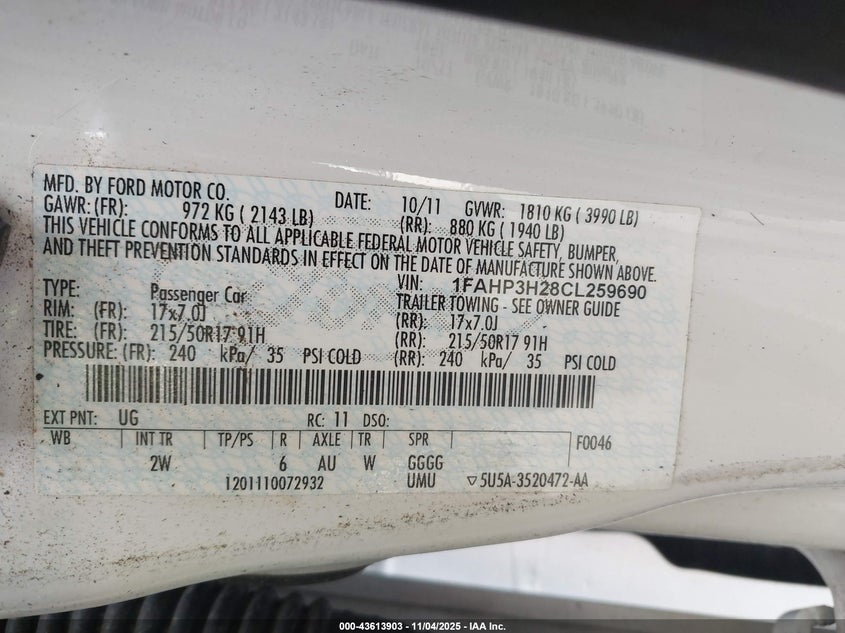 MFD. BY FORD MOTOR CO. DATE: 10/11 GVWR: 1810 KG ( 3990 LB)
GAWR: (FR): 972 KG ( 2143 LB) (RR): 880 KG ( 1940 LB)
THIS VEHICLE CONFORMS TO ALL APPLICABLE FEDERAL MOTOR VEHICLE SAFETY, BUMPER,
AND THEFT PREVENTION STANDARDS IN EFFECT ON THE DATE OF MANUFACTURE SHOWN ABOVE.
VIN: 1FAHP3H28CL259690
TYPE: Passenger Car TRAILER TOWING - SEE OWNER GUIDE
RIM: (FR): 17x7.0J (RR): 17x7.0J
TIRE: (FR): 215/50R17 91H (RR): 215/50R17 91H
PRESSURE: (FR): 240 kPa/ 35 PSI COLD (RR): 240 kPa/ 35 PSI COLD
EXT PNT: UG RC: 11 DSO:
WB INT TR TP/PS R AXLE TR SPR F0046
2W 6 AU W GGGG
1201110072932 UMU ▽5U5A-3520472-AA
000-43613903 - 11/04/2025 - IAA Inc.